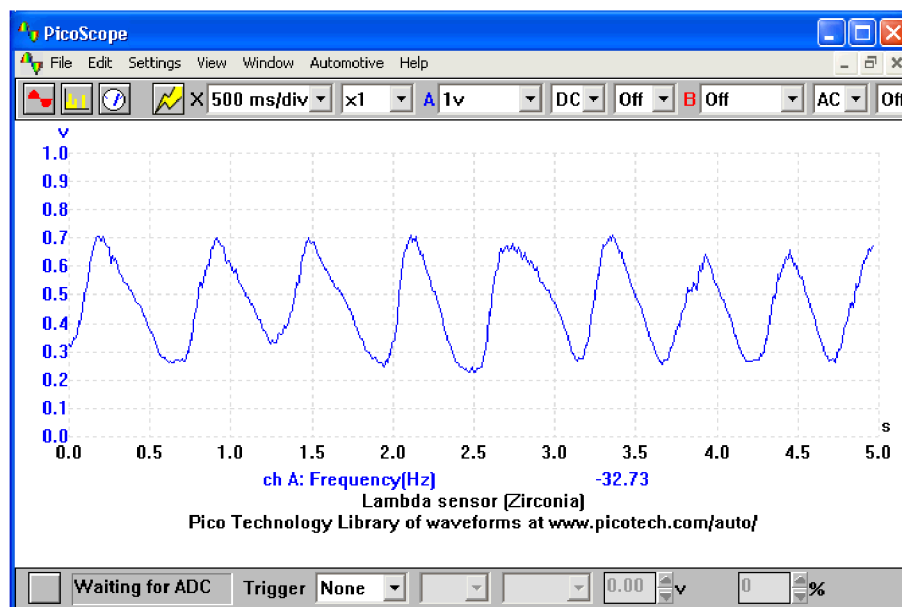 PicoScope
File Edit Settings View Window Automotive Help
X 500 ms/div x1 A 1v DC Off B Off AC Off
v
1.0
0.9
0.8
0.7
0.6
0.5
0.4
0.3
0.2
0.1
0.0
s
0.0 0.5 1.0 1.5 2.0 2.5 3.0 3.5 4.0 4.5 5.0
ch A: Frequency(Hz) -32.73
Lambda sensor (Zirconia)
Pico Technology Library of waveforms at www.picotech.com/auto/
Waiting for ADC Trigger None 0.00 v 0 %